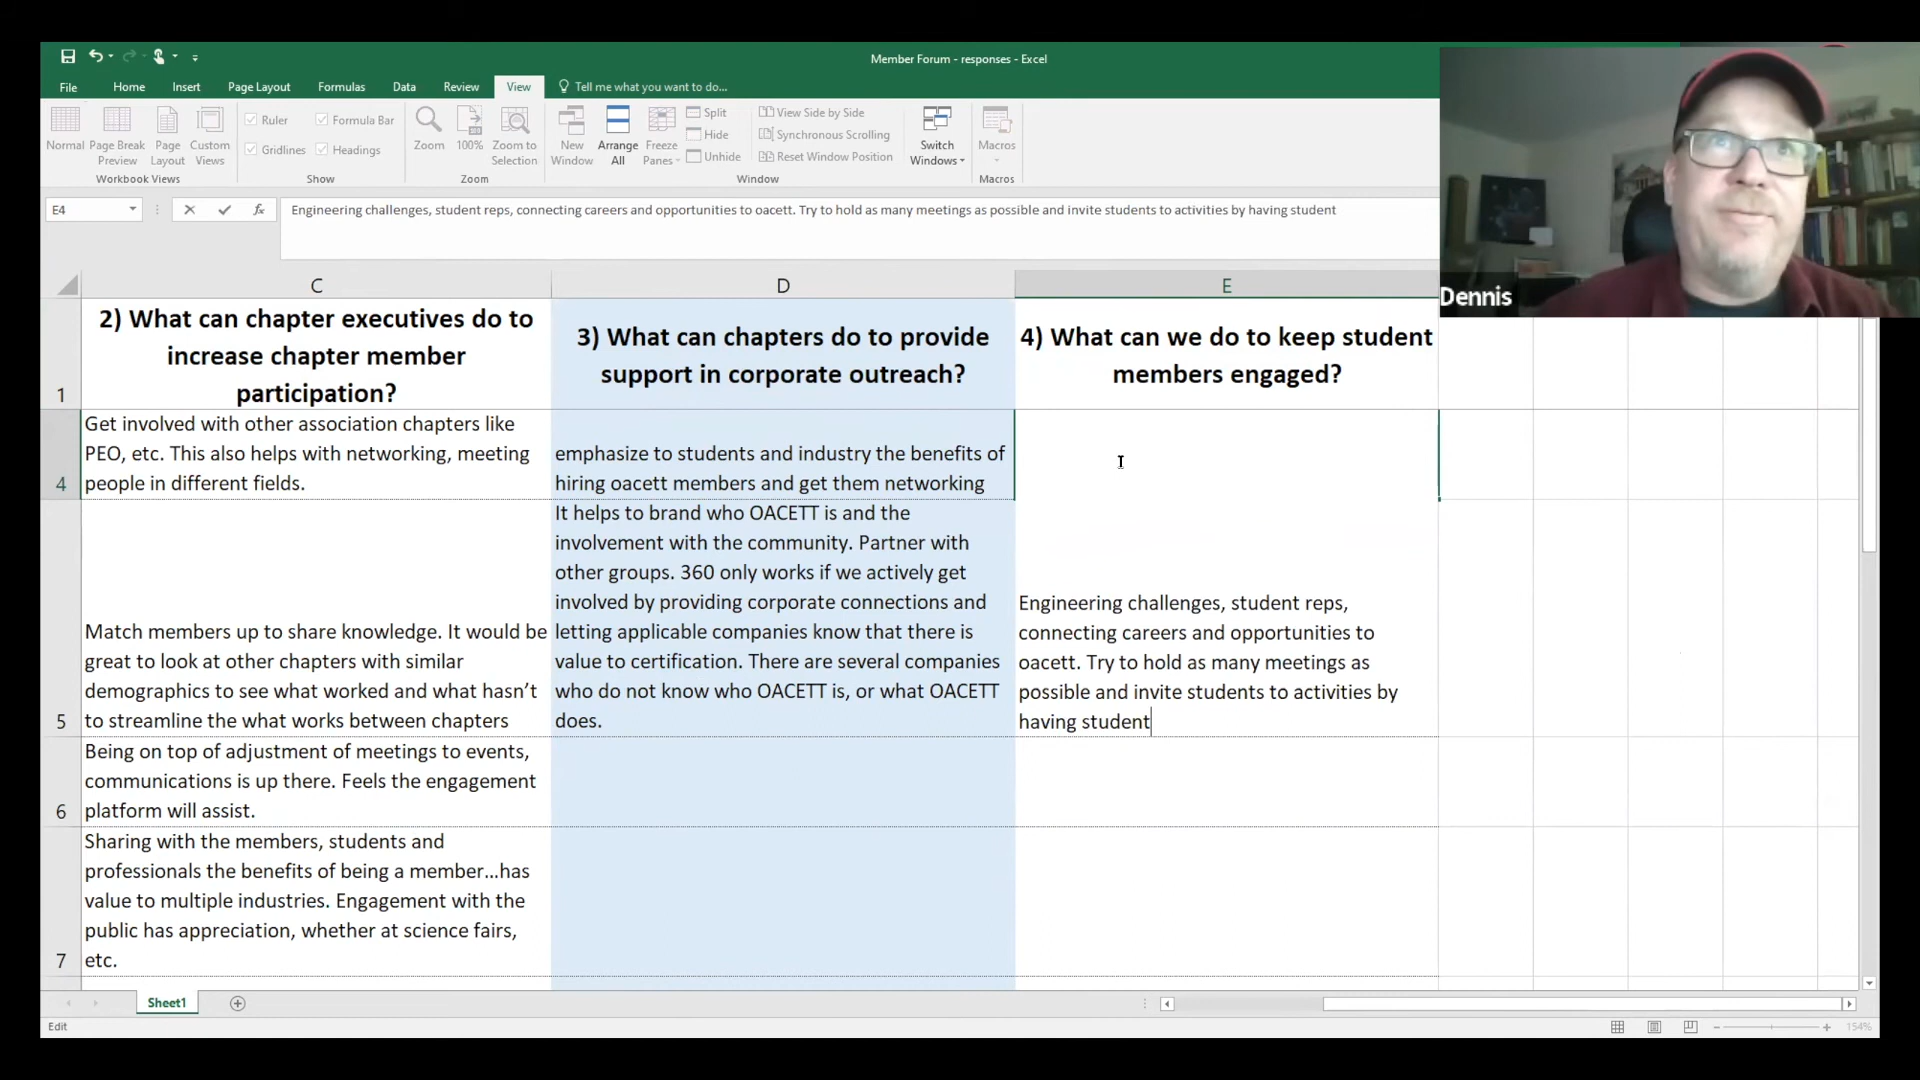 Member Forum - responses - Excel
File Home Insert Page Layout Formulas Data Review View Tell me what you want to do...
Normal
Page Break
Preview
Page
Layout
Custom
Views
Workbook Views
Ruler
Formula Bar
Gridlines
Headings
Show
Zoom
100%
Zoom to
Selection
Zoom
New
Window
Arrange
All
Freeze
Panes
Split
Hide
Unhide
View Side by Side
Synchronous Scrolling
Reset Window Position
Window
Switch
Windows
Macros
Macros
Dennis
E4
fx
Engineering challenges, student reps, connecting careers and opportunities to oacett. Try to hold as many meetings as possible and invite students to activities by having student
C D E
1
2) What can chapter executives do to
increase chapter member
participation?
3) What can chapters do to provide
support in corporate outreach?
4) What can we do to keep student
members engaged?
4
Get involved with other association chapters like
PEO, etc. This also helps with networking, meeting
people in different fields.
emphasize to students and industry the benefits of
hiring oacett members and get them networking
5
Match members up to share knowledge. It would be
great to look at other chapters with similar
demographics to see what worked and what hasn't
to streamline the what works between chapters
It helps to brand who OACETT is and the
involvement with the community. Partner with
other groups. 360 only works if we actively get
involved by providing corporate connections and
letting applicable companies know that there is
value to certification. There are several companies
who do not know who OACETT is, or what OACETT
does.
Engineering challenges, student reps,
connecting careers and opportunities to
oacett. Try to hold as many meetings as
possible and invite students to activities by
having student
6
Being on top of adjustment of meetings to events,
communications is up there. Feels the engagement
platform will assist.
7
Sharing with the members, students and
professionals the benefits of being a member...has
value to multiple industries. Engagement with the
public has appreciation, whether at science fairs,
etc.
Sheet1
Edit
154%